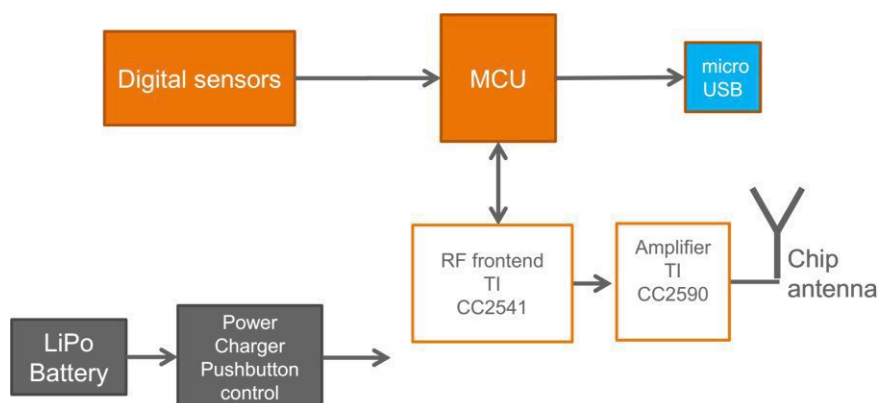 Digital sensors
MCU
micro
USB
RF frontend
TI
CC2541
Amplifier
TI
CC2590
Chip
antenna
LiPo
Battery
Power
Charger
Pushbutton
control